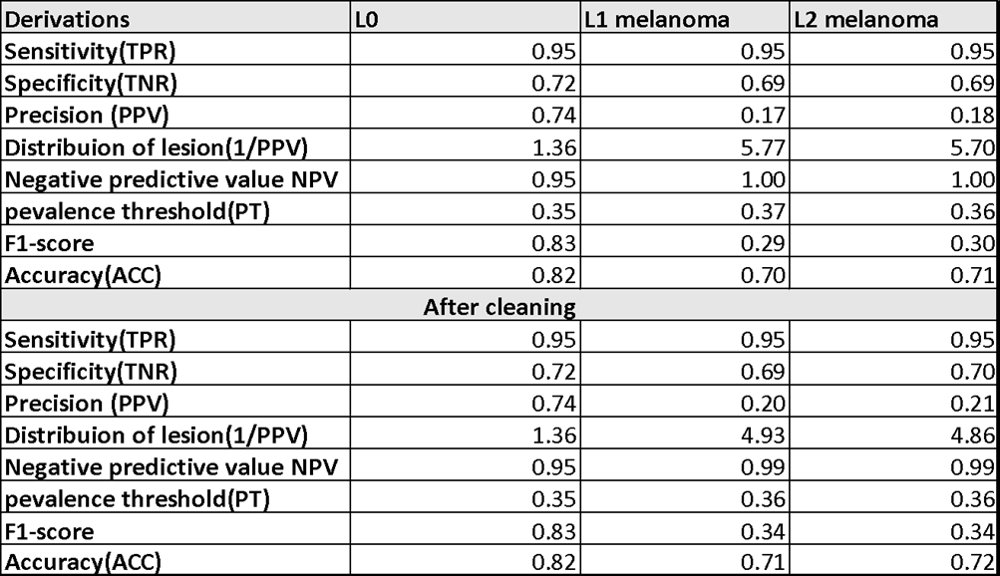 Derivations L0 L1 melanoma L2 melanoma
Sensitivity(TPR) 0.95 0.95 0.95
Specificity(TNR) 0.72 0.69 0.69
Precision (PPV) 0.74 0.17 0.18
Distribuion of lesion(1/PPV) 1.36 5.77 5.70
Negative predictive value NPV 0.95 1.00 1.00
pevalence threshold(PT) 0.35 0.37 0.36
F1-score 0.83 0.29 0.30
Accuracy(ACC) 0.82 0.70 0.71
After cleaning
Sensitivity(TPR) 0.95 0.95 0.95
Specificity(TNR) 0.72 0.69 0.70
Precision (PPV) 0.74 0.20 0.21
Distribuion of lesion(1/PPV) 1.36 4.93 4.86
Negative predictive value NPV 0.95 0.99 0.99
pevalence threshold(PT) 0.35 0.36 0.36
F1-score 0.83 0.34 0.34
Accuracy(ACC) 0.82 0.71 0.72